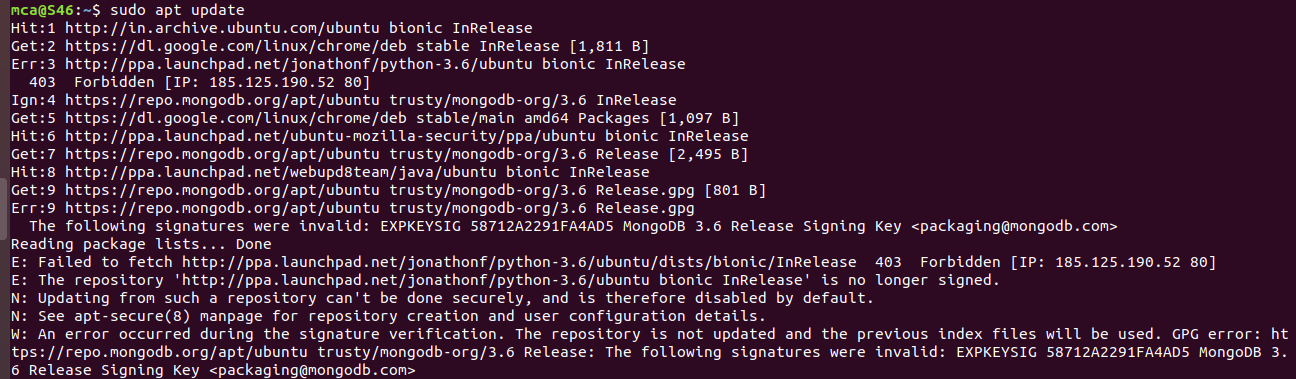 mca@S46:~$ sudo apt update
Hit:1 http://in.archive.ubuntu.com/ubuntu bionic InRelease
Get:2 https://dl.google.com/linux/chrome/deb stable InRelease [1,811 B]
Err:3 http://ppa.launchpad.net/jonathonf/python-3.6/ubuntu bionic InRelease
  403  Forbidden [IP: 185.125.190.52 80]
Ign:4 https://repo.mongodb.org/apt/ubuntu trusty/mongodb-org/3.6 InRelease
Get:5 https://dl.google.com/linux/chrome/deb stable/main amd64 Packages [1,097 B]
Hit:6 http://ppa.launchpad.net/ubuntu-mozilla-security/ppa/ubuntu bionic InRelease
Get:7 https://repo.mongodb.org/apt/ubuntu trusty/mongodb-org/3.6 Release [2,495 B]
Hit:8 http://ppa.launchpad.net/webupd8team/java/ubuntu bionic InRelease
Get:9 https://repo.mongodb.org/apt/ubuntu trusty/mongodb-org/3.6 Release.gpg [801 B]
Err:9 https://repo.mongodb.org/apt/ubuntu trusty/mongodb-org/3.6 Release.gpg
  The following signatures were invalid: EXPKEYSIG 58712A2291FA4AD5 MongoDB 3.6 Release Signing Key <packaging@mongodb.com>
Reading package lists... Done
E: Failed to fetch http://ppa.launchpad.net/jonathonf/python-3.6/ubuntu/dists/bionic/InRelease  403  Forbidden [IP: 185.125.190.52 80]
E: The repository 'http://ppa.launchpad.net/jonathonf/python-3.6/ubuntu bionic InRelease' is no longer signed.
N: Updating from such a repository can't be done securely, and is therefore disabled by default.
N: See apt-secure(8) manpage for repository creation and user configuration details.
W: An error occurred during the signature verification. The repository is not updated and the previous index files will be used. GPG error: ht
tps://repo.mongodb.org/apt/ubuntu trusty/mongodb-org/3.6 Release: The following signatures were invalid: EXPKEYSIG 58712A2291FA4AD5 MongoDB 3.
6 Release Signing Key <packaging@mongodb.com>